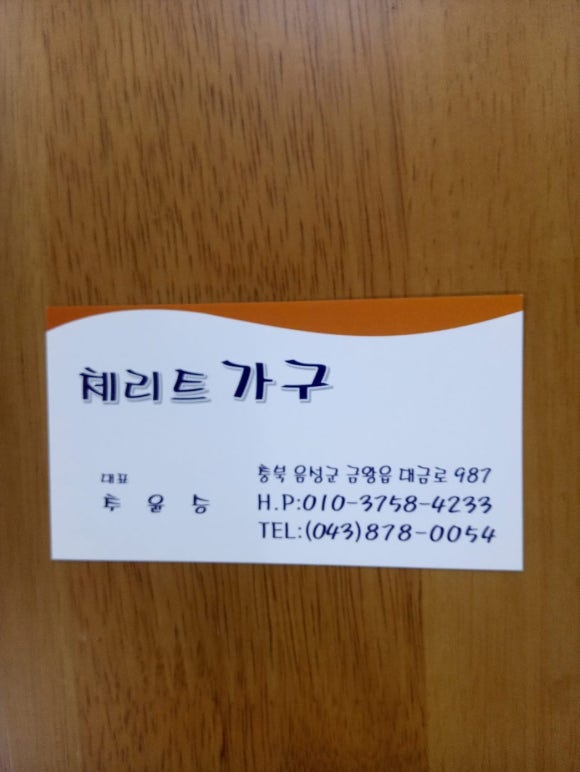 체리트 가구
대표
충북 음성군 금왕읍 대금로 987
H.P:010-3758-4233
TEL:(043)878-0054